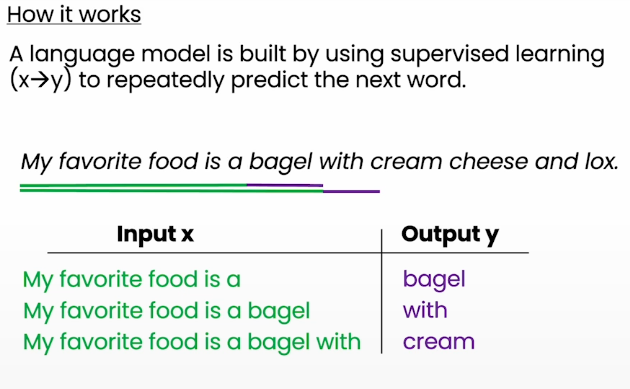 How it works
A language model is built by using supervised learning
(x→y) to repeatedly predict the next word.
My favorite food is a bagel with cream cheese and lox.
Input x Output y
My favorite food is a bagel
My favorite food is a bagel with
My favorite food is a bagel with cream